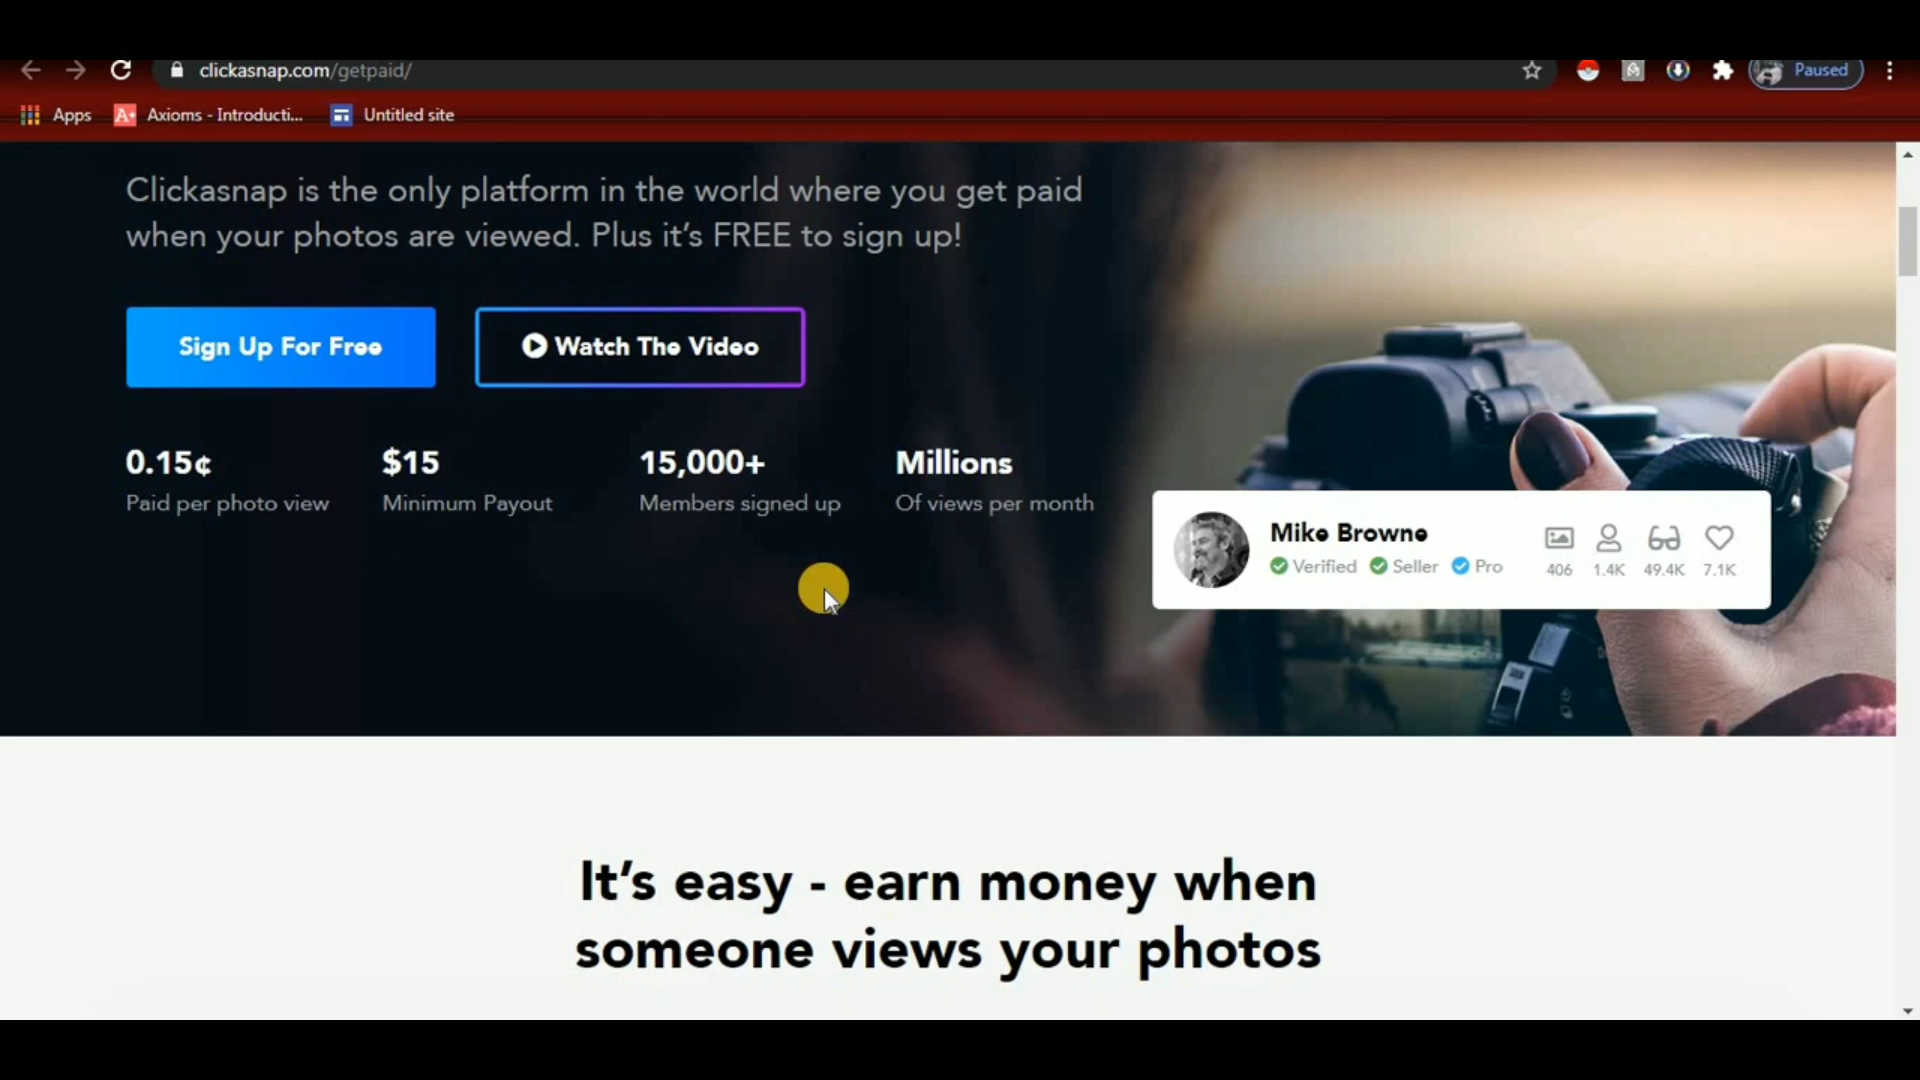 clickasnap.com/getpaid/
Paused
Apps
Axioms - Introducti...
Untitled site
Clickasnap is the only platform in the world where you get paid
when your photos are viewed. Plus it's FREE to sign up!
Sign Up For Free
Watch The Video
0.15¢
Paid per photo view
$15
Minimum Payout
15,000+
Members signed up
Millions
Of views per month
Mike Browne
Verified
Seller
Pro
406
1.4K
49.4K
7.1K
It's easy - earn money when
someone views your photos